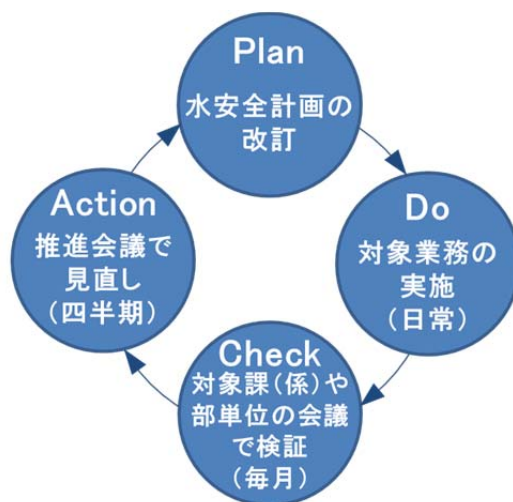 Plan
水安全計画の
改訂
Do
対象業務の
実施
（日常）
Check
対象課（係）や
部単位の会議
で検証
（毎月）
Action
推進会議で
見直し
（四半期）